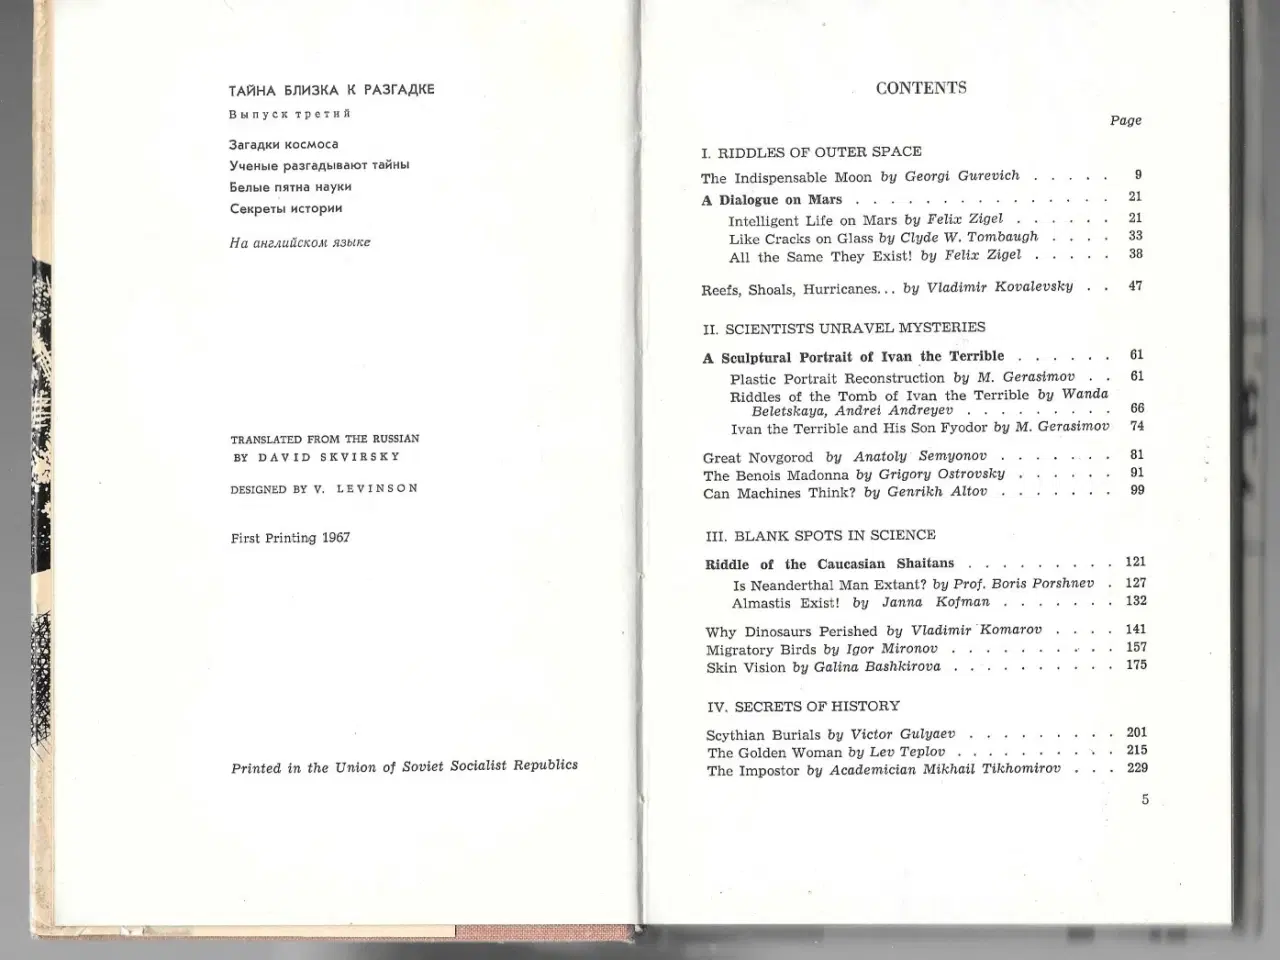 ТАЙНА БЛИЗКА К РАЗГАДКЕ
Выпуск третий
Загадки космоса
Ученые разгадывают тайны
Белые пятна науки
Секреты истории
На английском языке
TRANSLATED FROM THE RUSSIAN
BY DAVID SKVIRSKY
DESIGNED BY V. LEVINSON
First Printing 1967
Printed in the Union of Soviet Socialist Republics
CONTENTS
Page
I. RIDDLES OF OUTER SPACE
The Indispensable Moon by Georgi Gurevich . . . . . 9
A Dialogue on Mars . . . . . . . . . . . . . . . 21
Intelligent Life on Mars by Felix Zigel . . . . . . 21
Like Cracks on Glass by Clyde W. Tombaugh . . . . 33
All the Same They Exist! by Felix Zigel . . . . . 38
Reefs, Shoals, Hurricanes... by Vladimir Kovalevsky . . 47
II. SCIENTISTS UNRAVEL MYSTERIES
A Sculptural Portrait of Ivan the Terrible . . . . . . 61
Plastic Portrait Reconstruction by M. Gerasimov . . 61
Riddles of the Tomb of Ivan the Terrible by Wanda
Beletskaya, Andrei Andreyev . . . . . . . . . 66
Ivan the Terrible and His Son Fyodor by M. Gerasimov 74
Great Novgorod by Anatoly Semyonov . . . . . . . 81
The Benois Madonna by Grigory Ostrovsky . . . . . . 91
Can Machines Think? by Genrikh Altov . . . . . . . 99
III. BLANK SPOTS IN SCIENCE
Riddle of the Caucasian Shaitans . . . . . . . . . 121
Is Neanderthal Man Extant? by Prof. Boris Porshnev . 127
Almastis Exist! by Janna Kofman . . . . . . . 132
Why Dinosaurs Perished by Vladimir Komarov . . . . 141
Migratory Birds by Igor Mironov . . . . . . . . . . 157
Skin Vision by Galina Bashkirova . . . . . . . . . . 175
IV. SECRETS OF HISTORY
Scythian Burials by Victor Gulyaev . . . . . . . . . 201
The Golden Woman by Lev Teplov . . . . . . . . . . 215
The Impostor by Academician Mikhail Tikhomirov . . . 229
5